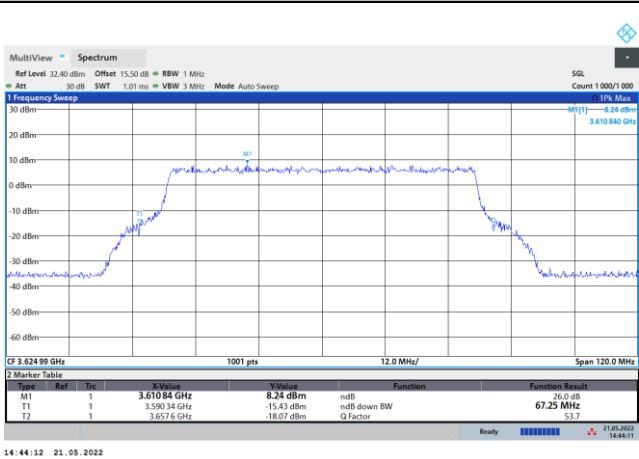 MultiView Spectrum
Ref Level 32.40 dBm Offset 15.50 dB RBW 1 MHz SGL
Att 30 dB SWT 1.01 ms VBW 3 MHz Mode Auto Sweep Count 1 000/1 000
1 Frequency Sweep 1Pk Max
30 dBm M1[1] 8.24 dBm
3.610 840 GHz
20 dBm
10 dBm M1
0 dBm
-10 dBm
T1
-20 dBm
-30 dBm
-40 dBm
-50 dBm
-60 dBm
CF 3.624 99 GHz 1001 pts 12.0 MHz/ Span 120.0 MHz
2 Marker Table
Type Ref Trc X-Value Y-Value Function Function Result
M1 1 3.610 84 GHz 8.24 dBm ndB 26.0 dB
T1 1 3.590 34 GHz -15.43 dBm ndB down BW 67.25 MHz
T2 1 3.657 6 GHz -18.07 dBm Q Factor 53.7
Ready 21.05.2022
14:44:11
14:44:12 21.05.2022